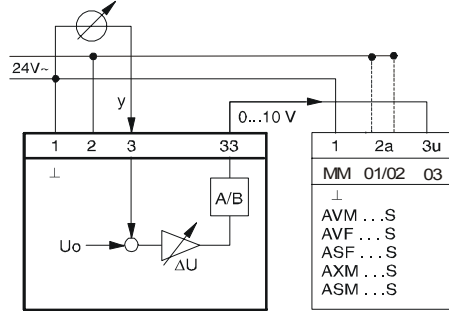 24V~
y
0...10 V
1 2 3 33
1 2a 3u
⊥
MM 01/02 03
A/B
⊥
AVM ...S
AVF ...S
ASF ...S
AXM ...S
ASM ...S
Uo
ΔU